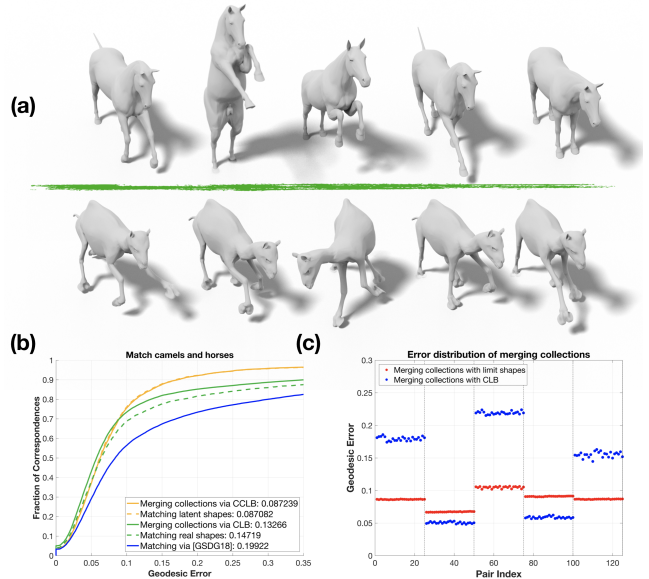 (a)
(b)
Match camels and horses
Fraction of Correspondences
1
0.9
0.8
0.7
0.6
0.5
0.4
0.3
0.2
0.1
0
0
0.05
0.1
0.15
0.2
0.25
0.3
0.35
Geodesic Error
Merging collections via CCLB: 0.087239
Matching latent shapes: 0.087082
Merging collections via CLB: 0.13266
Matching real shapes: 0.14719
Matching via [GSDG18]: 0.19922
(c)
Error distribution of merging collections
Merging collections with limit shapes
Merging collections with CLB
Geodesic Error
0.3
0.25
0.2
0.15
0.1
0.05
0
0
20
40
60
80
100
120
Pair Index